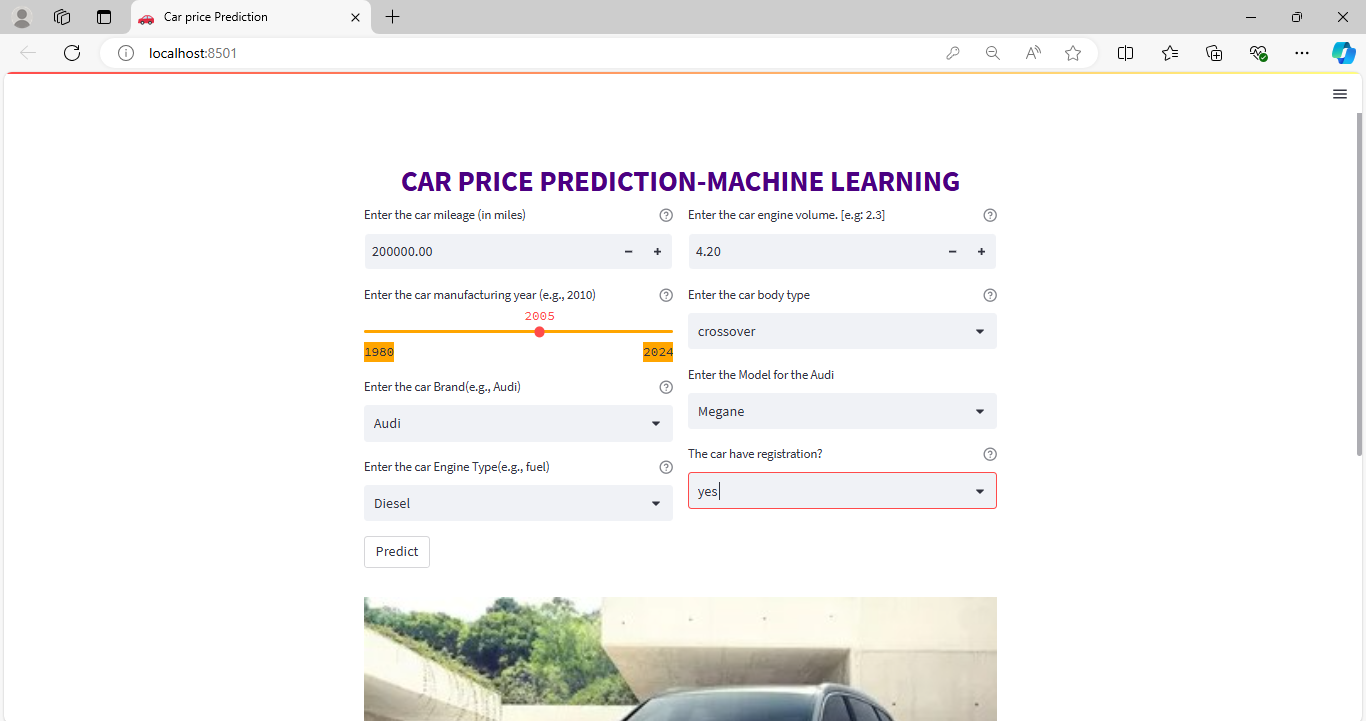 Car price Prediction
localhost:8501
CAR PRICE PREDICTION-MACHINE LEARNING
Enter the car mileage (in miles)
200000.00
Enter the car manufacturing year (e.g., 2010)
2005
1980
2024
Enter the car Brand(e.g., Audi)
Audi
Enter the car Engine Type(e.g., fuel)
Diesel
Predict
Enter the car engine volume. [e.g: 2.3]
4.20
Enter the car body type
crossover
Enter the Model for the Audi
Megane
The car have registration?
yes